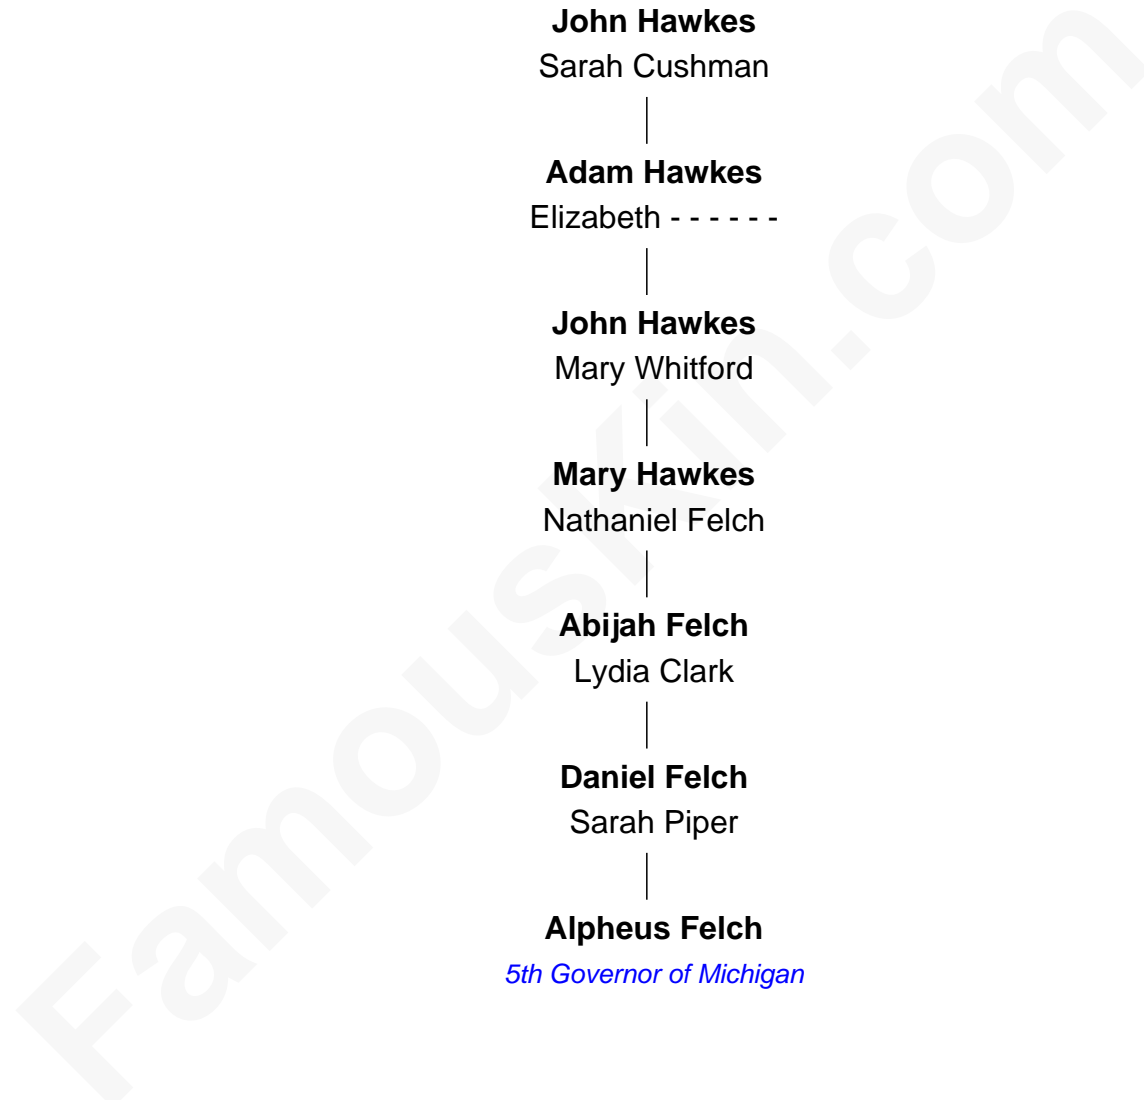 John Hawkes
Sarah Cushman
Adam Hawkes
Elizabeth - - - - - -
John Hawkes
Mary Whitford
Mary Hawkes
Nathaniel Felch
Abijah Felch
Lydia Clark
Daniel Felch
Sarah Piper
Alpheus Felch
5th Governor of Michigan
FamousKin.com